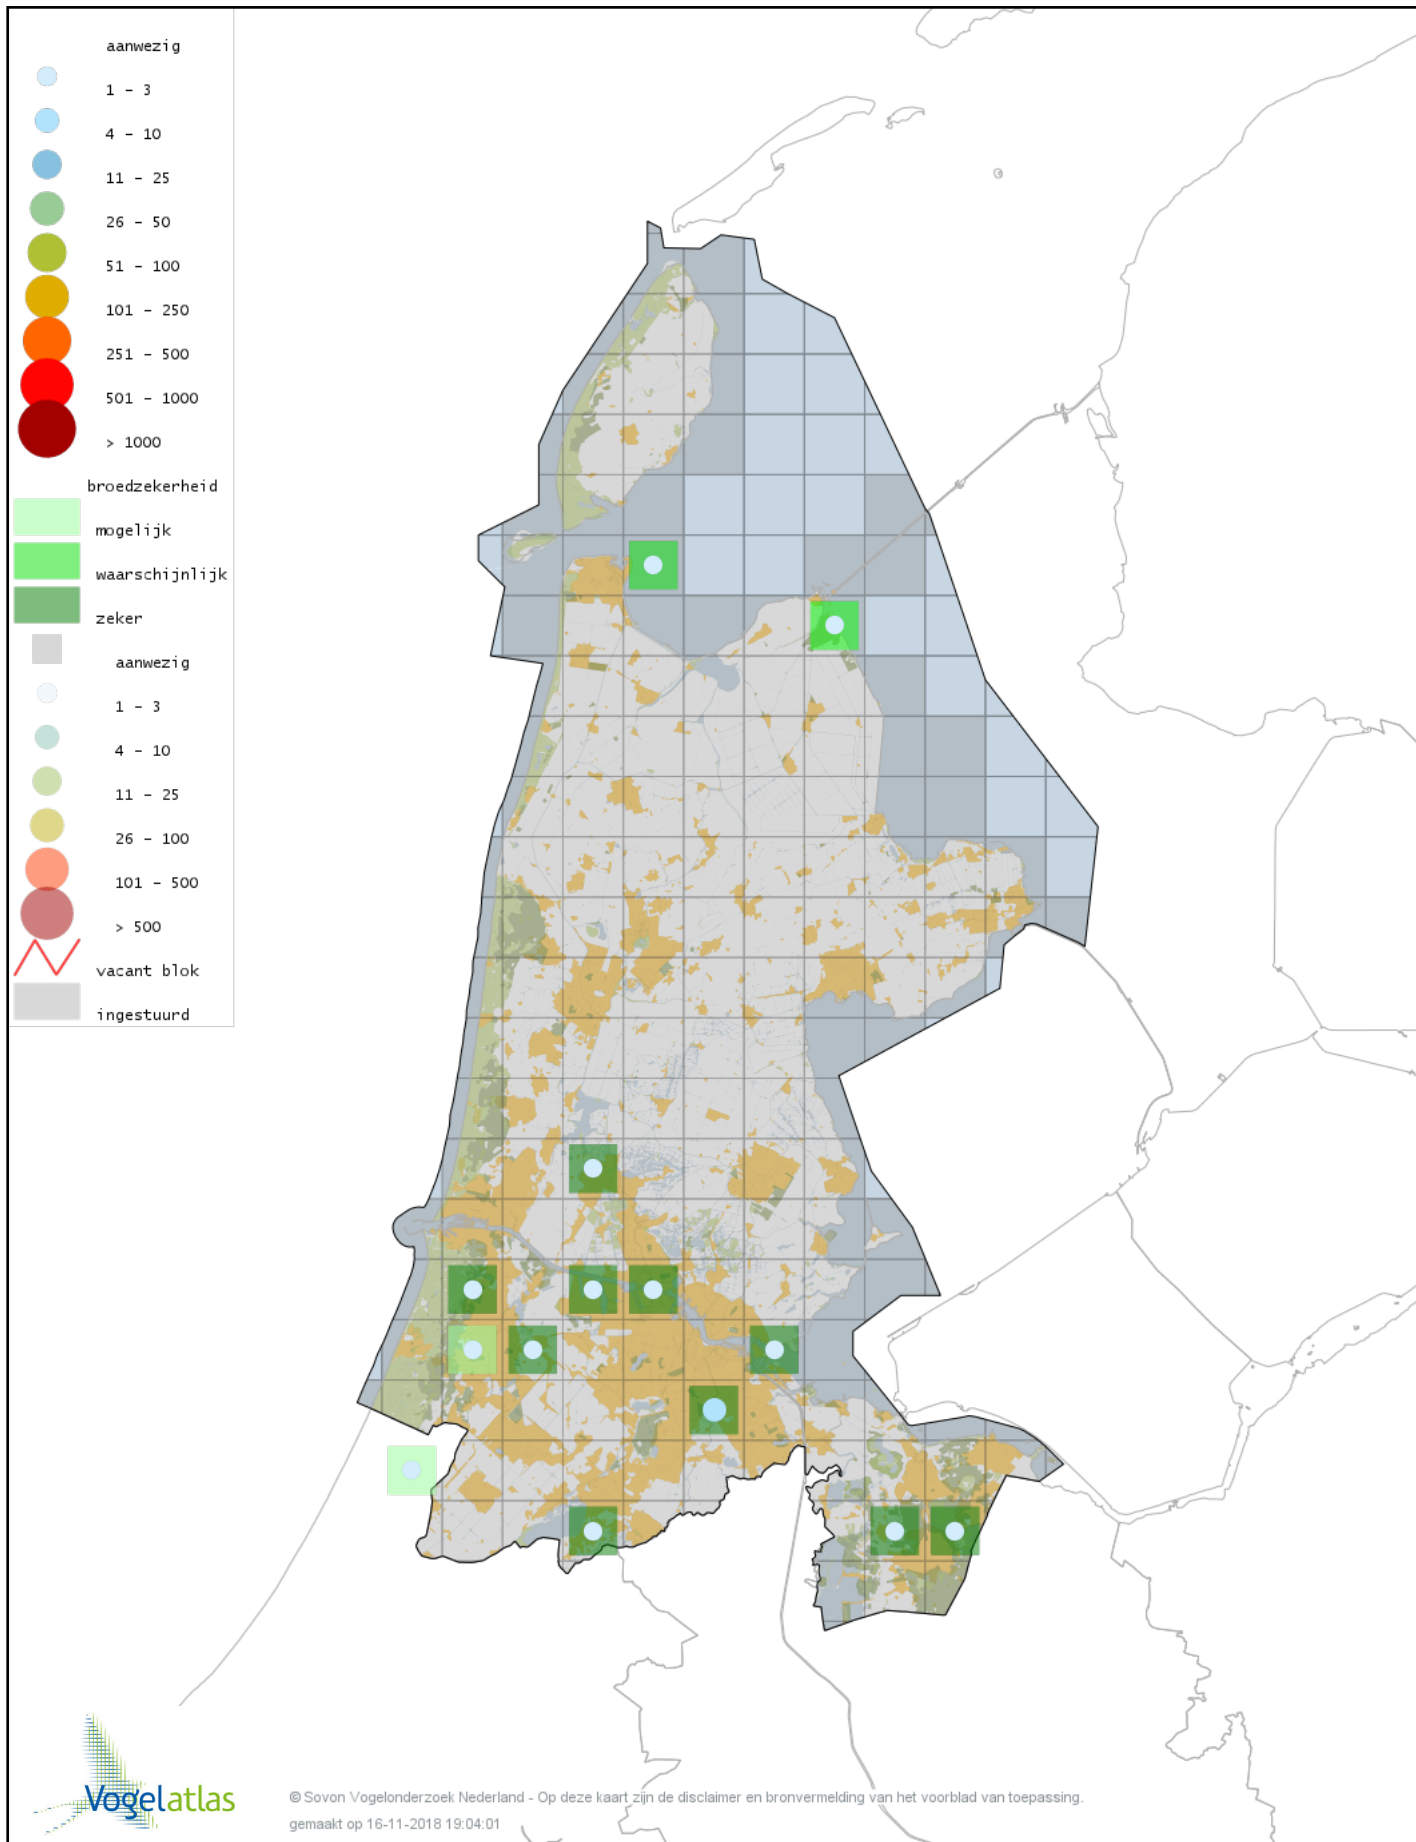 aanwezig
1 - 3
4 - 10
11 - 25
26 - 50
51 - 100
101 - 250
251 - 500
501 - 1000
> 1000
broedzekerheid
mogelijk
waarschijnlijk
zeker
aanwezig
1 - 3
4 - 10
11 - 25
26 - 100
101 - 500
> 500
vacant blok
ingestuurd
Vogelatlas
© Sovon Vogelonderzoek Nederland - Op deze kaart zijn de disclaimer en bronvermelding van het voorblad van toepassing.
gemaakt op 16-11-2018 19:04:01